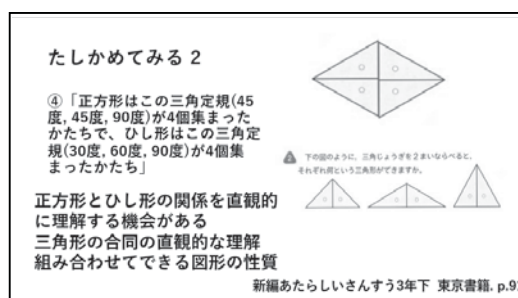 たしかめてみる 2
④「正方形はこの三角定規(45
度, 45度, 90度)が4個集まった
かたちで、ひし形はこの三角定
規(30度, 60度, 90度)が4個集
まったかたち」
正方形とひし形の関係を直観的
に理解する機会がある
三角形の合同の直観的な理解
組み合わせてできる図形の性質
下の図のように、三角じょうぎを2まいならべると、
それぞれ何という三角形ができますか。
新編あたらしいさんすう3年下 東京書籍, p.9